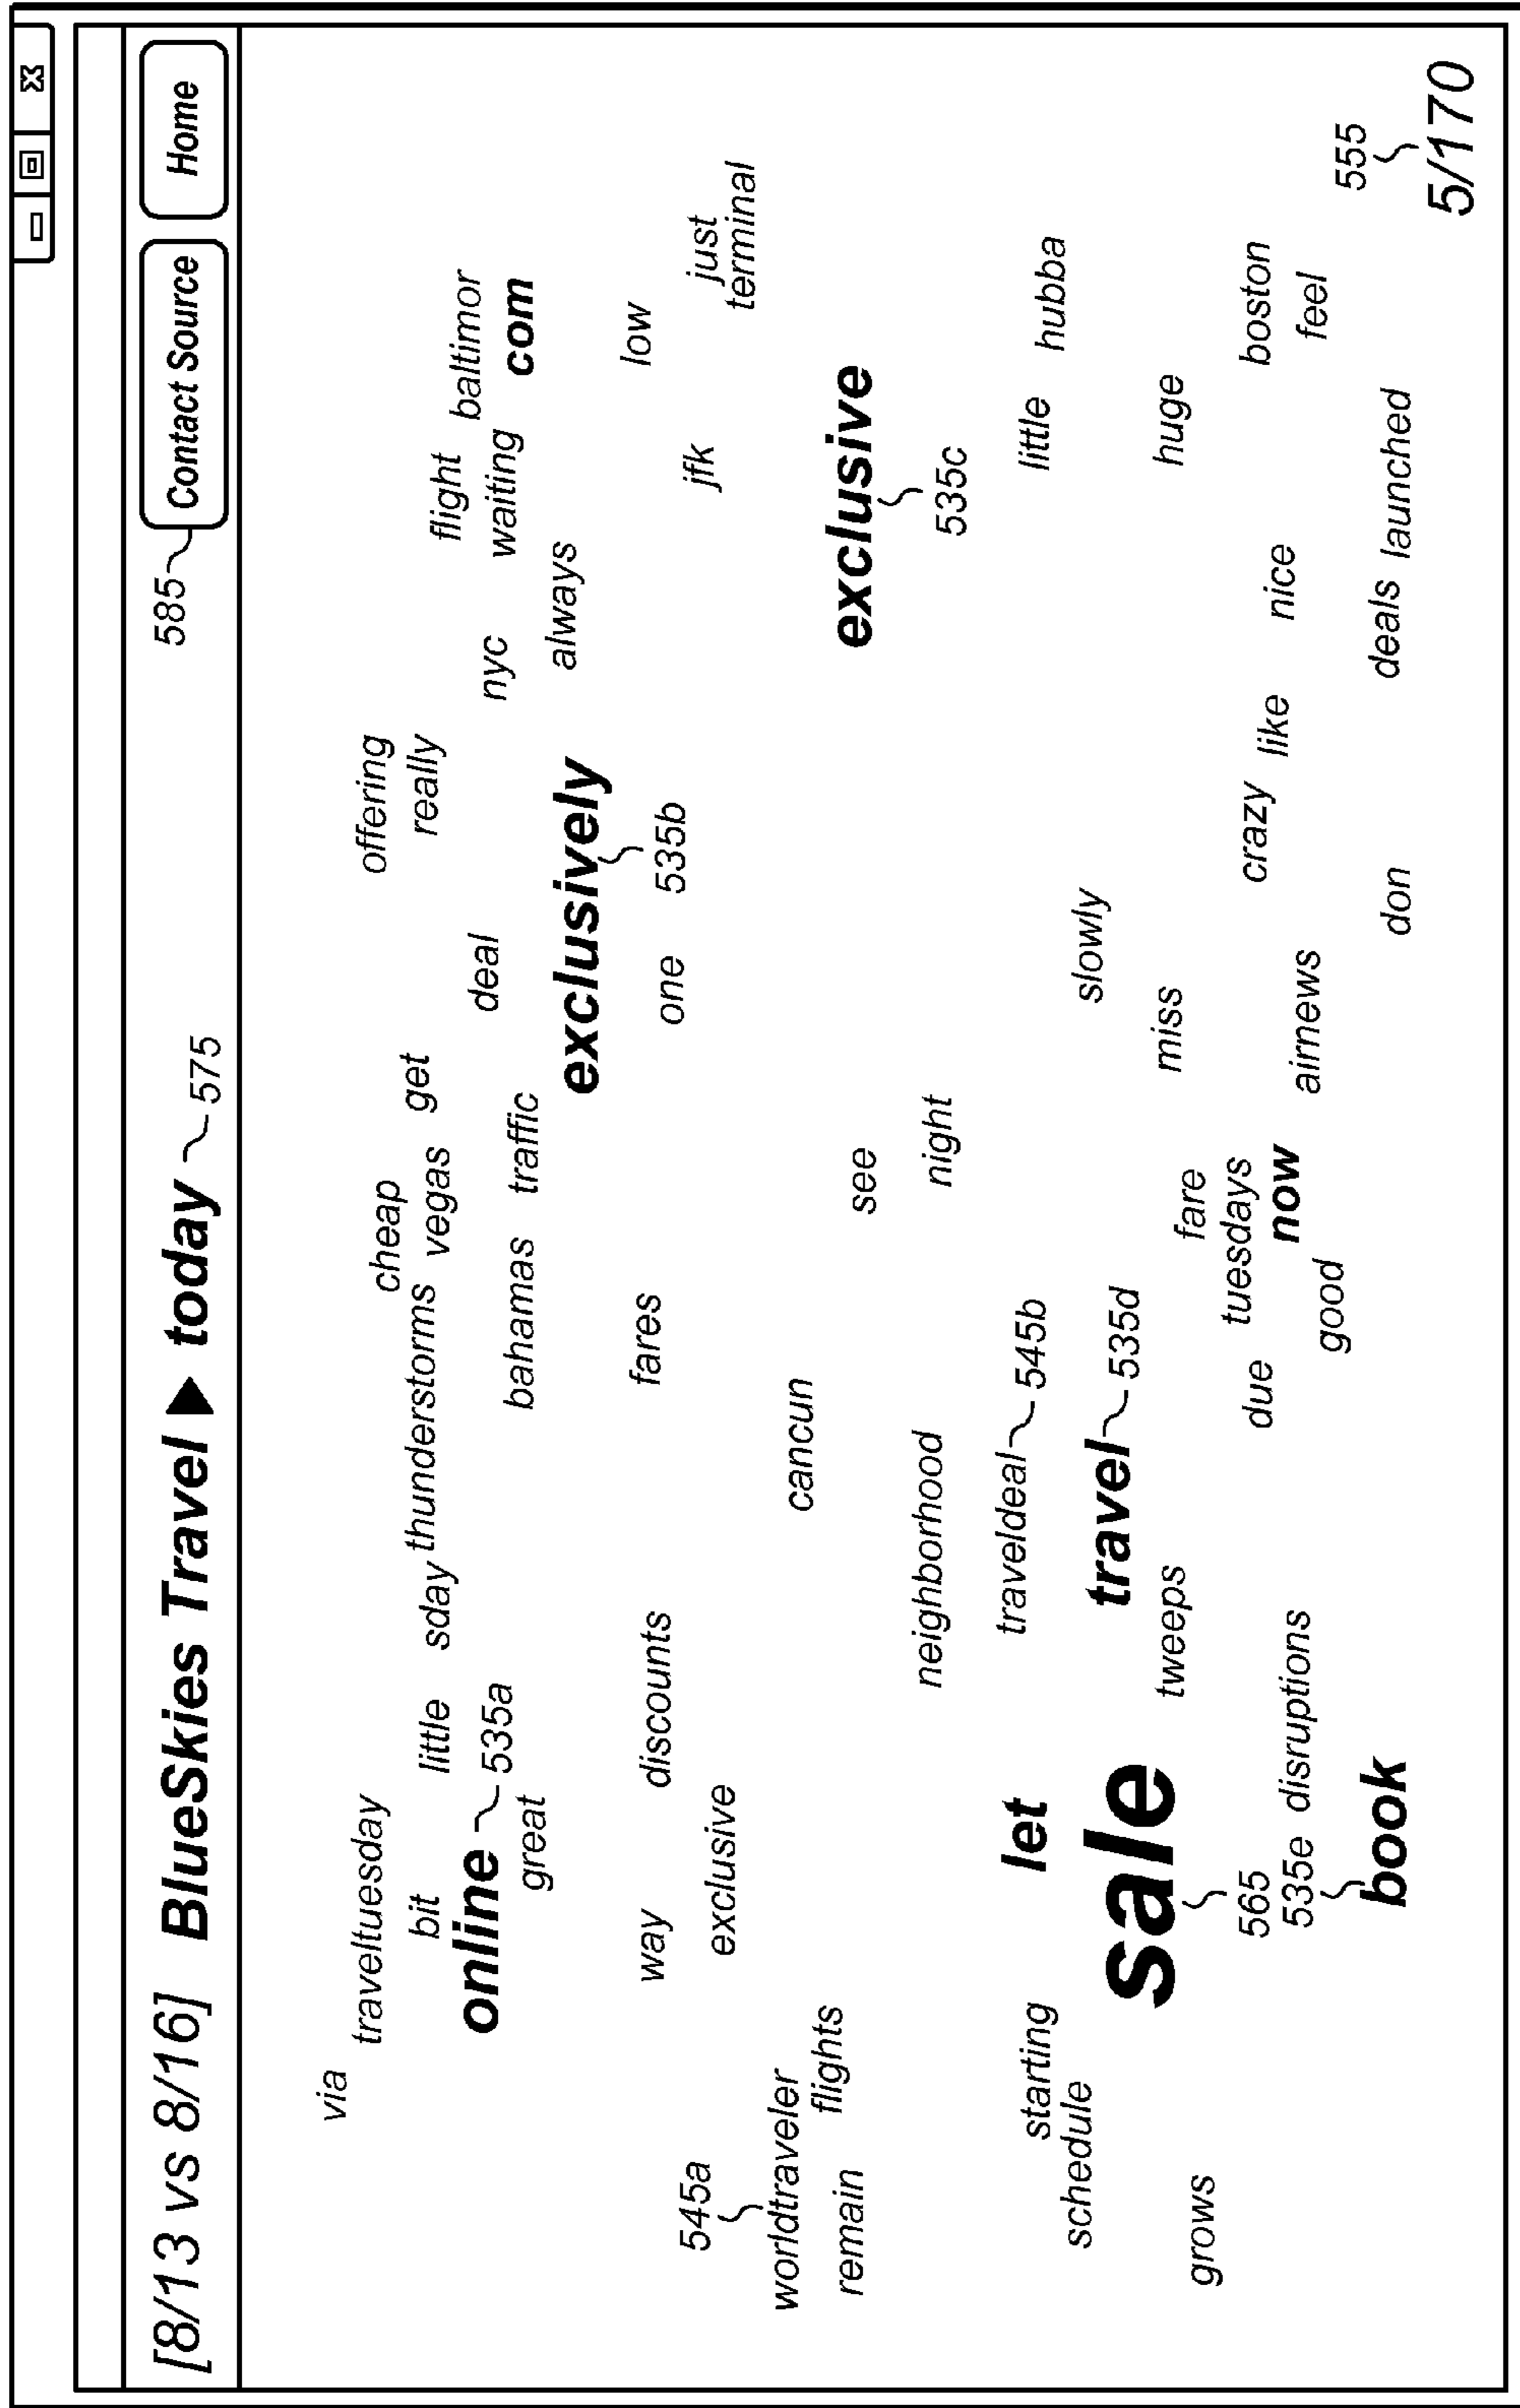 [8/13 vs 8/16] BlueSkies Travel ▶ today 575 585 Contact Source Home
via
traveltuesday cheap offering
bit little sday thunderstorms vegas get really flight baltimor
online 535a deal nyc waiting com
great bahamas traffic always
exclusively
way discounts fares one 535b low
545a exclusive jfk just
terminal
worldtraveler cancun
remain flights see exclusive
neighborhood night 535c
starting let traveldeal 545b little hubba
schedule slowly
sale travel 535d
grows tweeps fare miss huge
565 due tuesdays crazy like nice boston
535e disruptions now airnews feel
good 555
book don deals launched
5/170